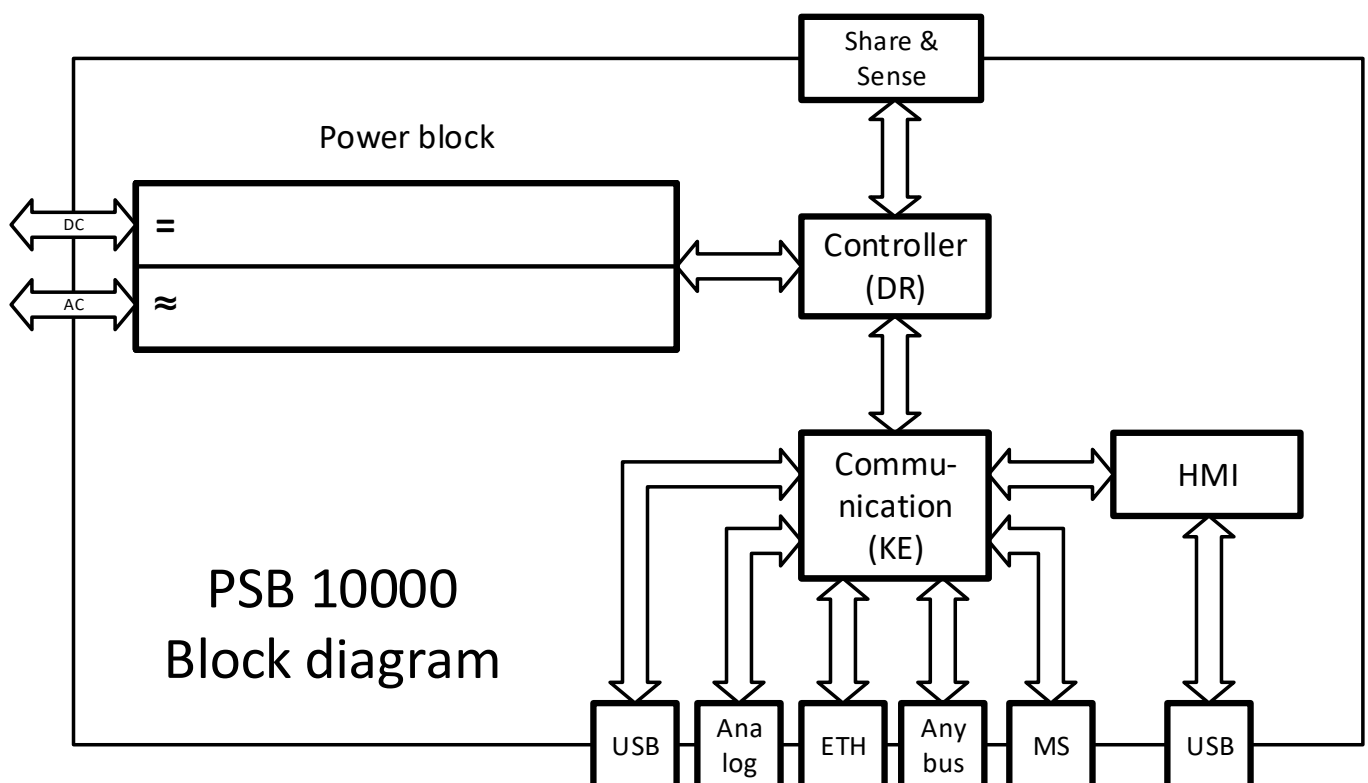 Share &
Sense
Power block
DC
=
AC
≈
Controller
(DR)
Commu-
nication
(KE)
HMI
PSB 10000
Block diagram
USB
Ana
log
ETH
Any
bus
MS
USB